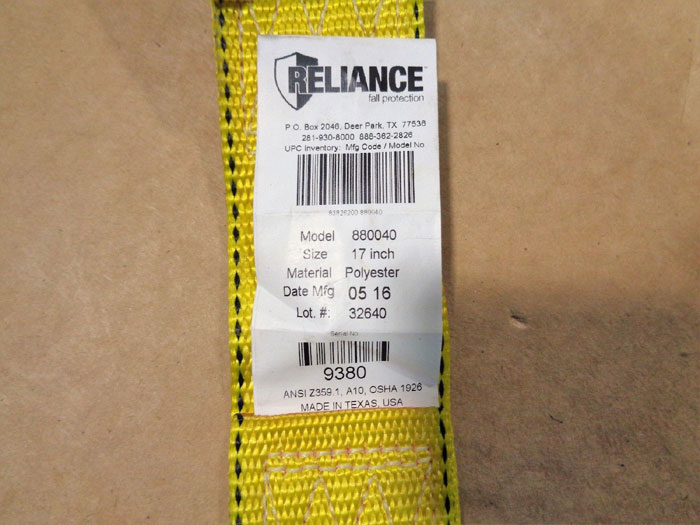 RELIANCE
fall protection
P.O. Box 2046, Deer Park, TX 77536
281-930-8000 888-362-2826
UPC Inventory: Mfg Code / Model No
Model 880040
Size 17 inch
Material Polyester
Date Mfg 05 16
Lot. #: 32640
Serial No.
9380
ANSI Z359.1, A10, OSHA 1926
MADE IN TEXAS, USA